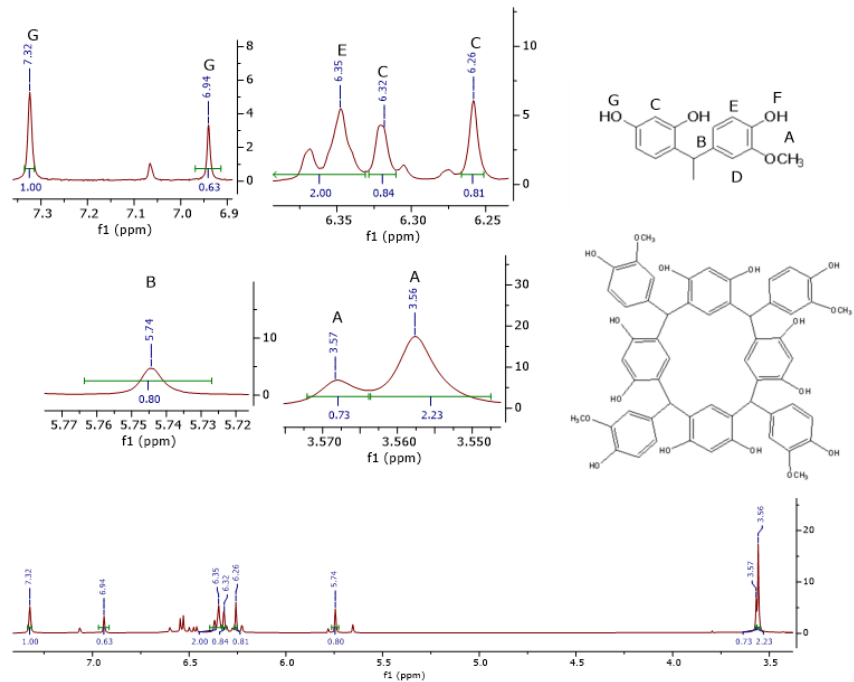 G
7.32
G
6.94
8
6
4
2
0
1.00
0.63
7.3
7.2
7.1
7.0
6.9
f1 (ppm)
E
6.35
C
6.32
C
6.26
10
5
0
2.00
0.84
0.81
6.35
6.30
6.25
f1 (ppm)
G
HO
C
OH
E
F
OH
B
A
OCH3
D
B
5.74
10
0
0.80
5.77
5.76
5.75
5.74
5.73
5.72
f1 (ppm)
A
3.57
A
3.56
30
20
10
0
0.73
2.23
3.570
3.560
3.550
f1 (ppm)
OCH3
HO
OH
OH
OH
OCH3
HO
OH
HO
OH
OCH3
HO
OH
OH
OH
OCH3
7.32
6.94
6.35
6.32
6.26
5.74
3.57
3.56
20
10
0
1.00
0.63
2.00
0.84
0.81
0.80
0.73
2.23
7.0
6.5
6.0
5.5
5.0
4.5
4.0
3.5
f1 (ppm)